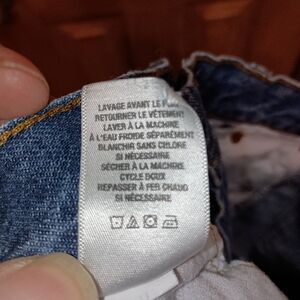 LAVAGE AVANT LE
RETOURNER LE VÊTEMENT
LAVER À LA MACHINE
À L'EAU FROIDE SÉPARÉMENT
BLANCHIR SANS CLORE
SI NÉCESSAIRE
SÉCHER À LA MACHINE
CYCLE DOUX
REPASSER À FER CHAUD
SI NÉCESSAIRE